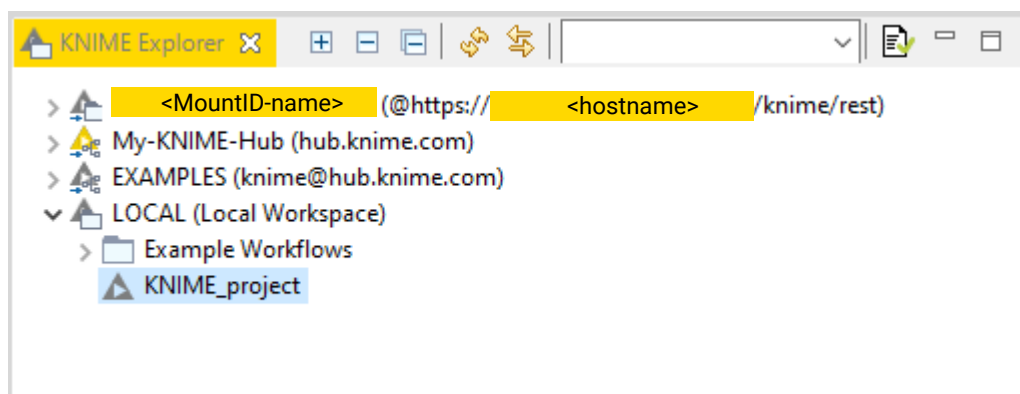 KNIME Explorer
<MountID-name> (@https://<hostname>/knime/rest)
My-KNIME-Hub (hub.knime.com)
EXAMPLES (knime@hub.knime.com)
LOCAL (Local Workspace)
Example Workflows
KNIME_project